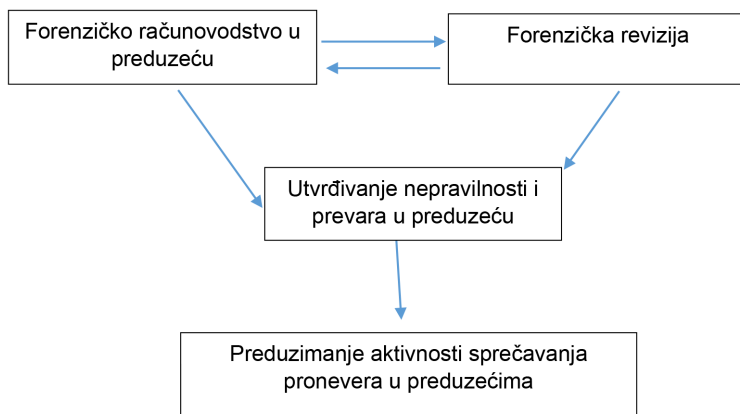 Forenzičko računovodstvo u
preduzeću
Forenzička revizija
Utvrđivanje nepravilnosti i
prevara u preduzeću
Preduzimanje aktivnosti sprečavanja
pronevera u preduzećima